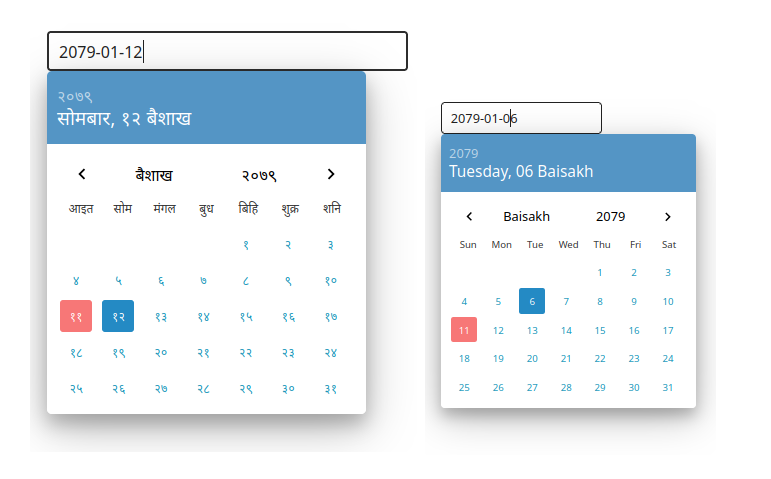 2079-01-12
२०७९
सोमबार, १२ बैशाख
बैशाख २०७९
आइत सोम मंगल बुध बिहि शुक्र शनि
१ २ ३
४ ५ ६ ७ ८ ९ १०
११ १२ १३ १४ १५ १६ १७
१८ १९ २० २१ २२ २३ २४
२५ २६ २७ २८ २९ ३० ३१
2079-01-06
2079
Tuesday, 06 Baisakh
Baisakh 2079
Sun Mon Tue Wed Thu Fri Sat
1 2 3
4 5 6 7 8 9 10
11 12 13 14 15 16 17
18 19 20 21 22 23 24
25 26 27 28 29 30 31